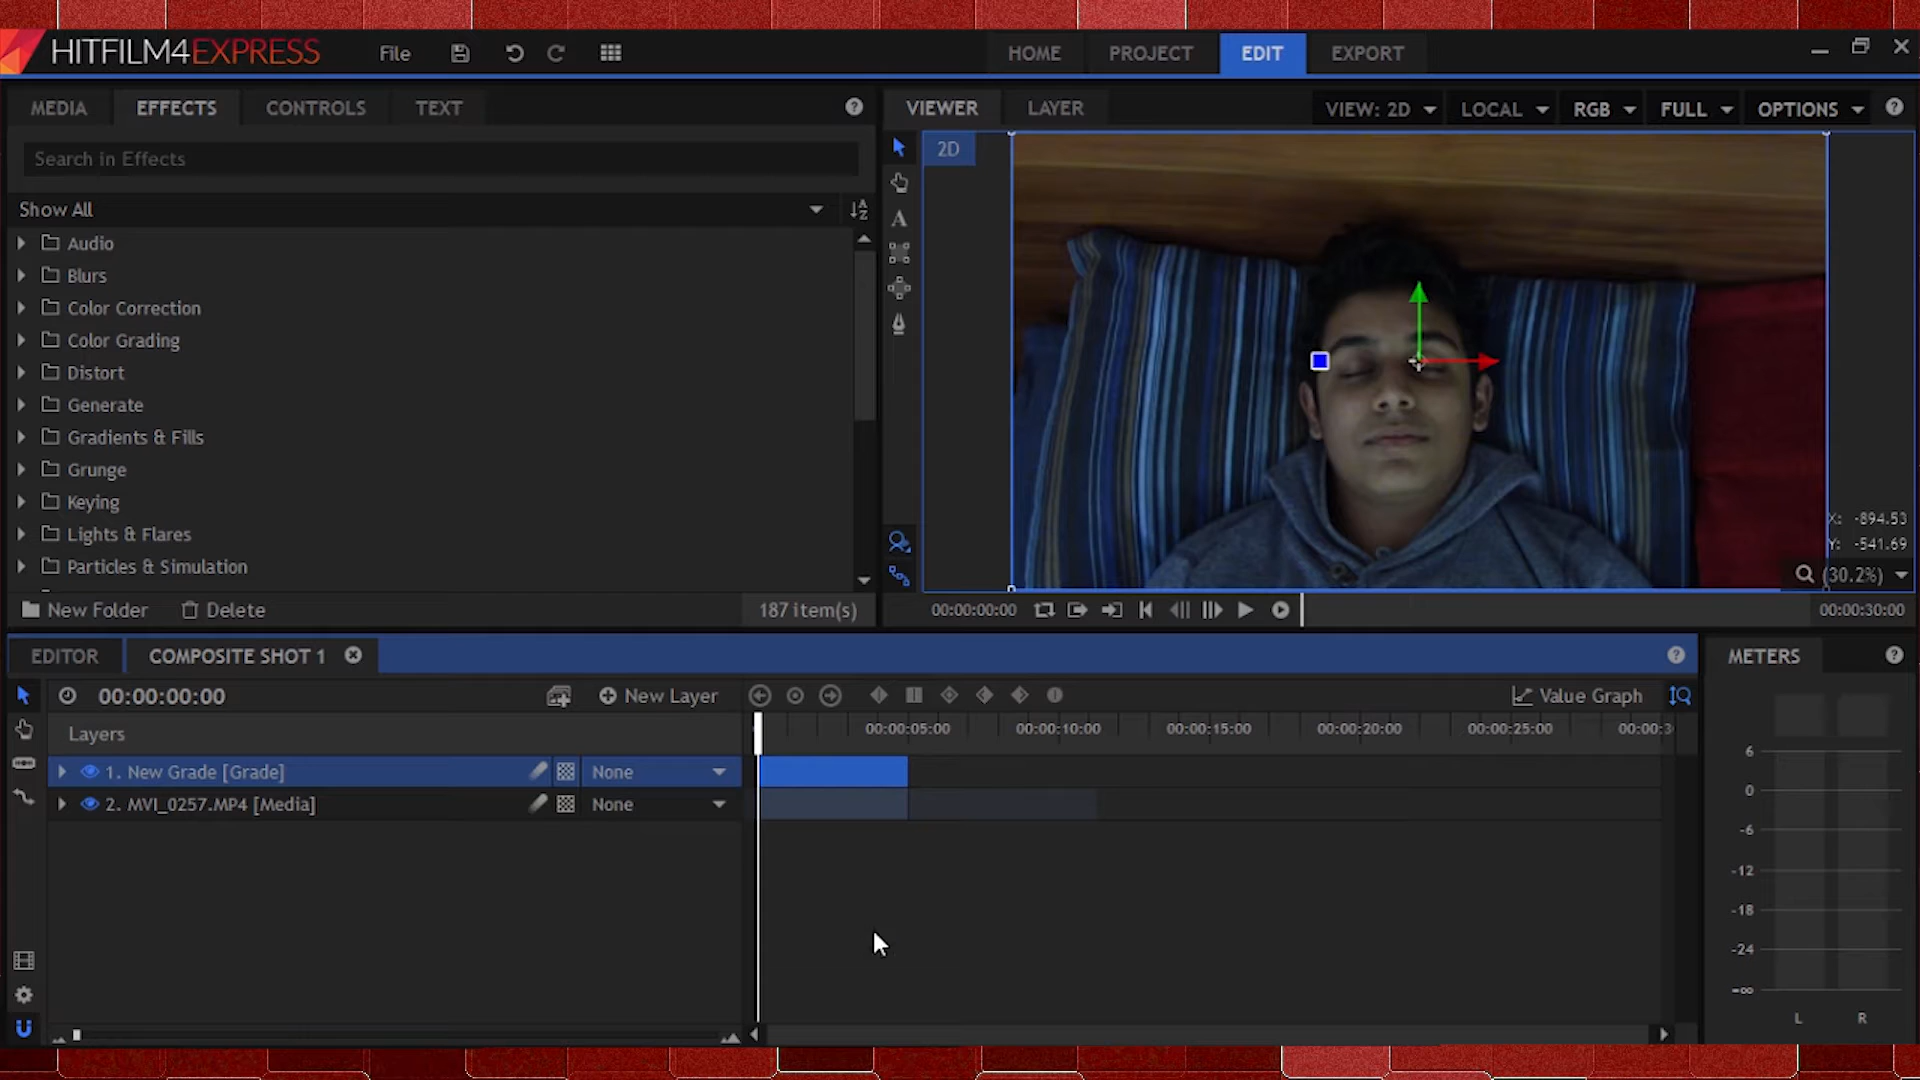 HITFILM4EXPRESS File HOME PROJECT EDIT EXPORT
MEDIA EFFECTS CONTROLS TEXT
Search in Effects
Show All
Audio
Blurs
Color Correction
Color Grading
Distort
Generate
Gradients & Fills
Grunge
Keying
Lights & Flares
Particles & Simulation
New Folder Delete 187 item(s)
VIEWER LAYER VIEW: 2D LOCAL RGB FULL OPTIONS
2D
A
X: -894.53
Y: -541.69
(30.2%)
00:00:00:00 00:00:30:00
EDITOR COMPOSITE SHOT 1
00:00:00:00 New Layer Value Graph
Layers 00:00:05:00 00:00:10:00 00:00:15:00 00:00:20:00 00:00:25:00
1. New Grade [Grade] None
2. MVI_0257.MP4 [Media] None
METERS
6
0
-6
-12
-18
-24
-∞
L R